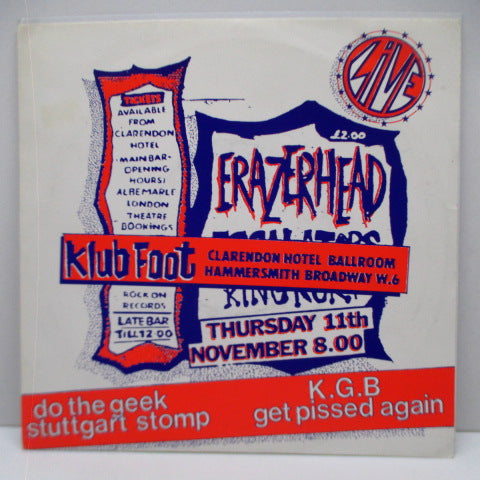 LIVE
TICKETS
AVAILABLE
FROM
CLARENDON
HOTEL
·MAIN BAR·
OPENING
HOURS/
ALBEMARLE
LONDON
THEATRE
BOOKINGS
£2.00
ERAZERHEAD
Klub Foot
CLARENDON HOTEL BALLROOM
HAMMERSMITH BROADWAY W.6
KING KURT
ROCK ON
RECORDS
LATE BAR
TILL 12·00
THURSDAY 11th
NOVEMBER 8.00
do the geek
stuttgart stomp
K.G.B
get pissed again